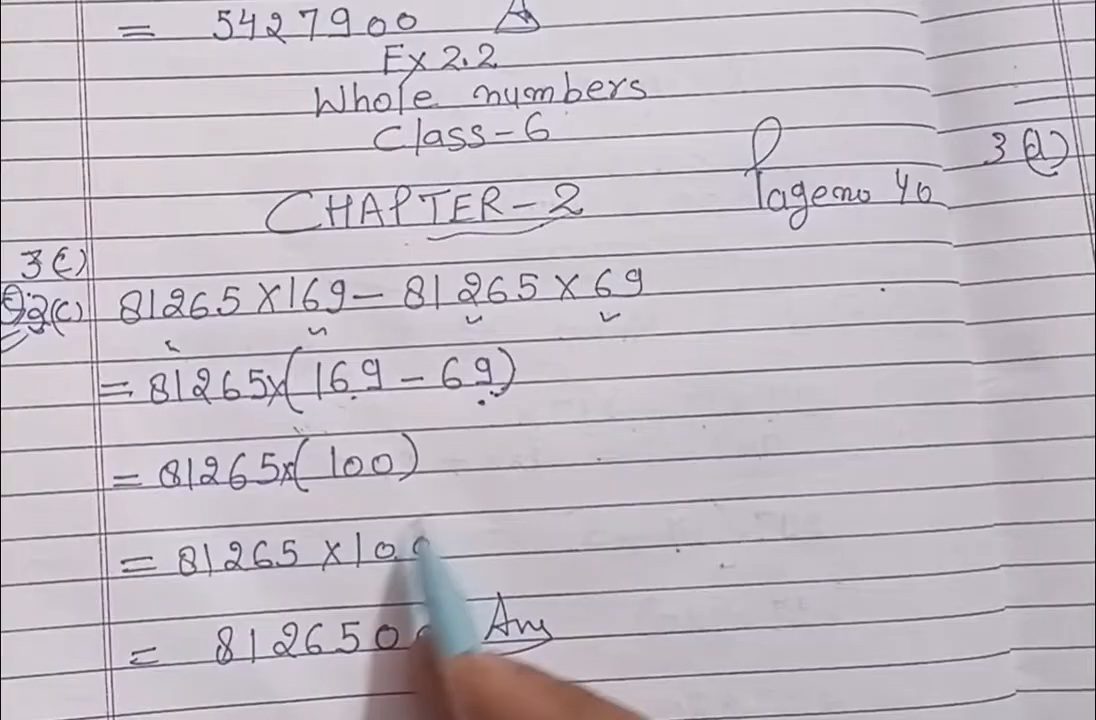 = 5427900 A
Ex 2.2
Whole numbers
Class-6
3(d)
Pageno 40
CHAPTER-2
3(c)
Q3(c) 81265×169-81265×69
=81265×(169-69)
=81265×(100)
=81265×100
= 8126500 Ans